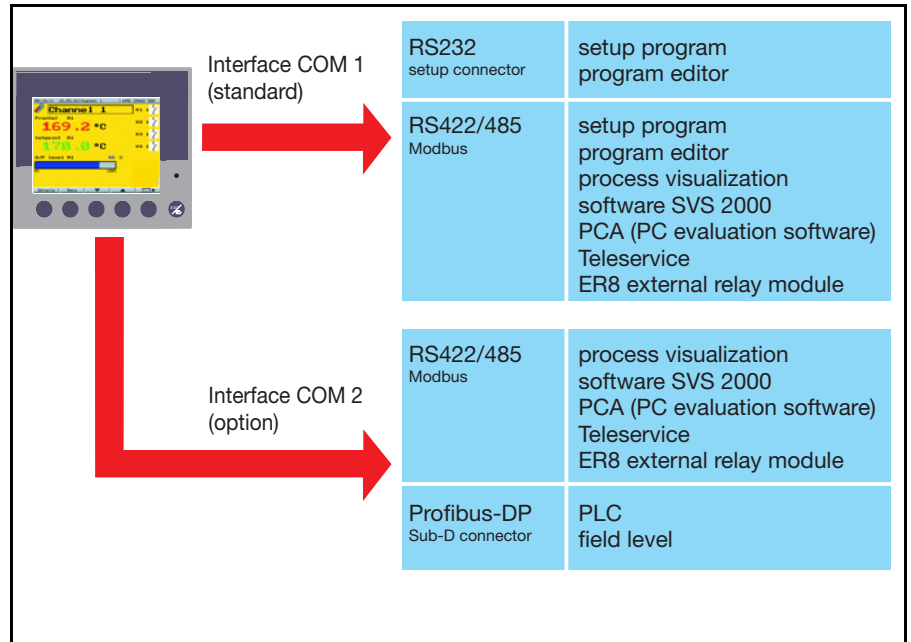 Interface COM 1
(standard)
RS232
setup connector
setup program
program editor
RS422/485
Modbus
setup program
program editor
process visualization
software SVS 2000
PCA (PC evaluation software)
Teleservice
ER8 external relay module
Channel 1
169.2 °C
Setpoint R1
170.0 °C
Interface COM 2
(option)
RS422/485
Modbus
process visualization
software SVS 2000
PCA (PC evaluation software)
Teleservice
ER8 external relay module
Profibus-DP
Sub-D connector
PLC
field level